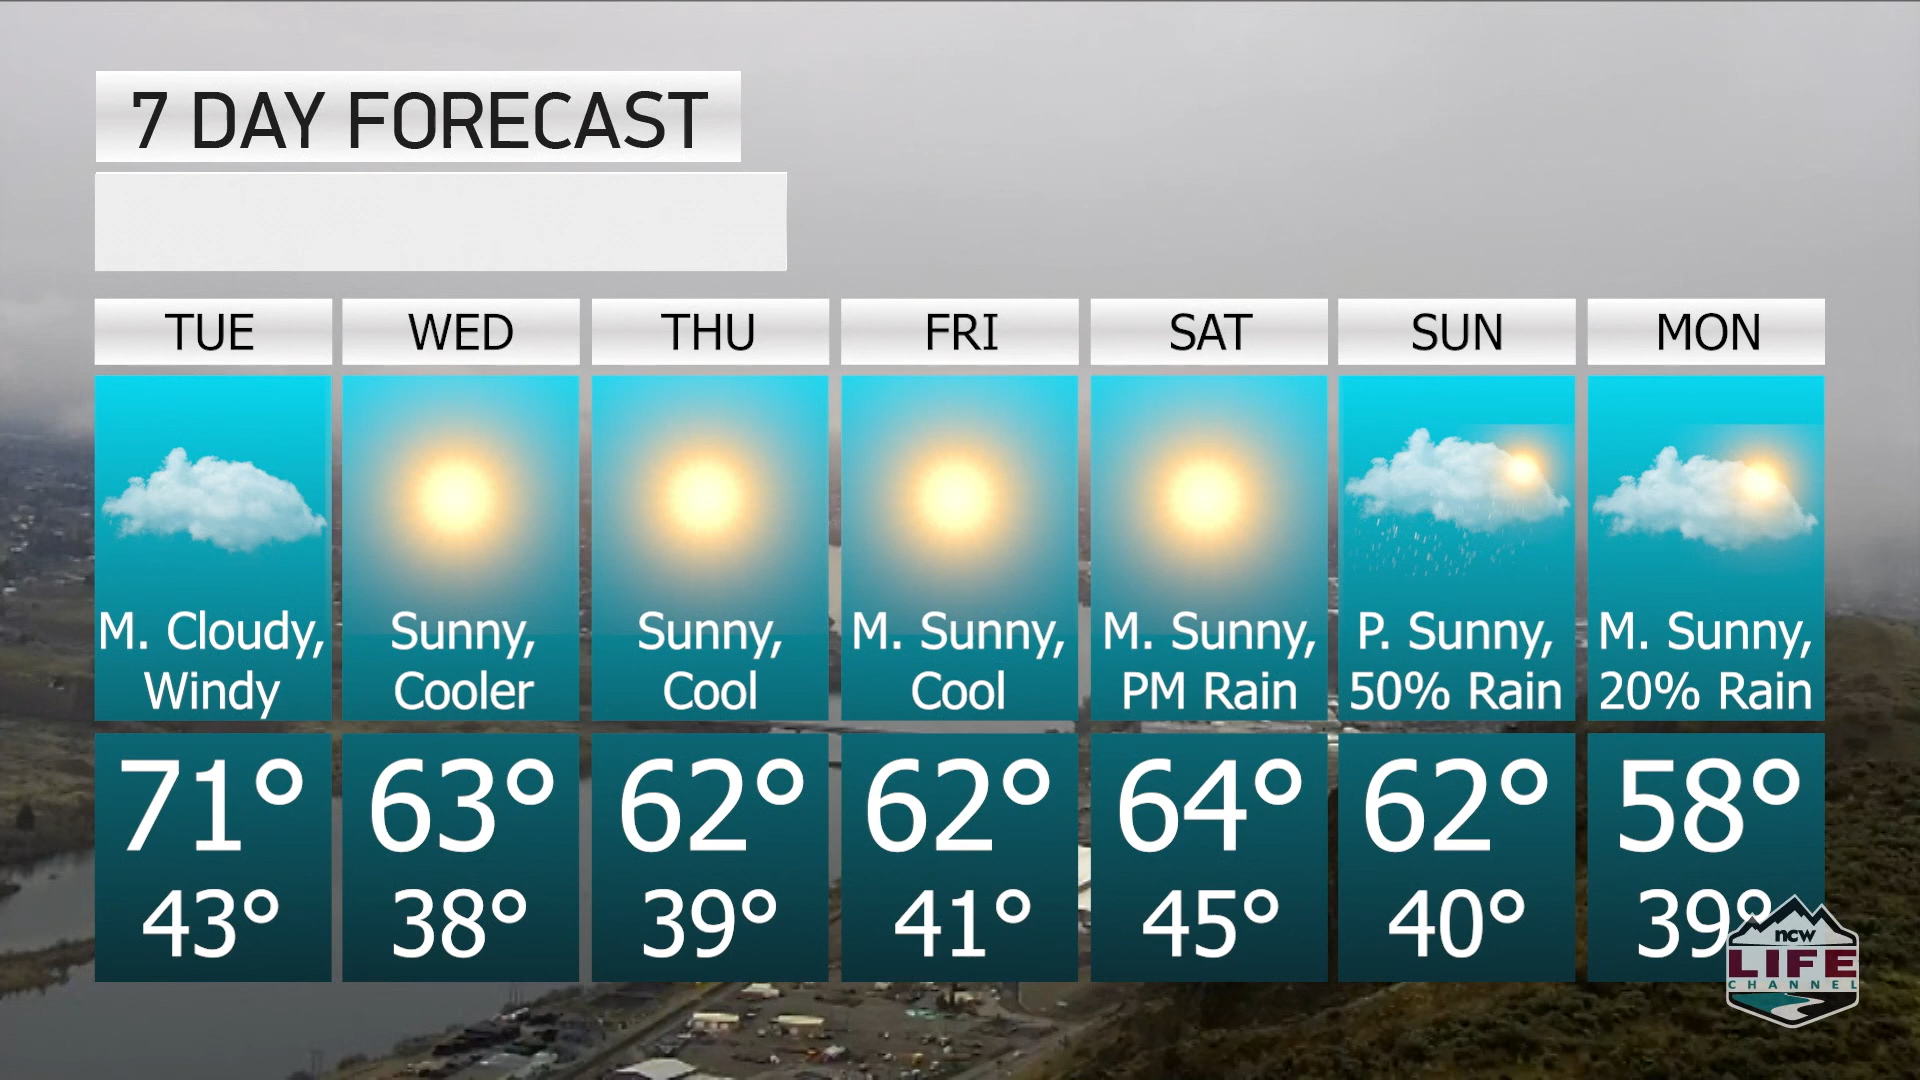 7 DAY FORECAST
TUE WED THU FRI SAT SUN MON
M. Cloudy, Sunny, Sunny, M. Sunny, M. Sunny, P. Sunny, M. Sunny,
Windy Cooler Cool Cool PM Rain 50% Rain 20% Rain
71° 63° 62° 62° 64° 62° 58°
43° 38° 39° 41° 45° 40° 39°
ncw
LIFE
CHANNEL